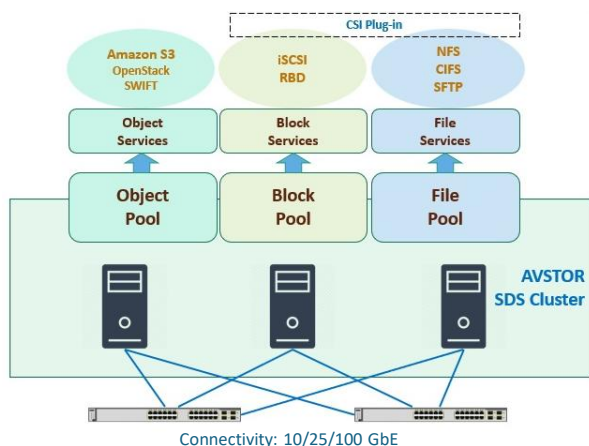 CSI Plug-in
Amazon S3
OpenStack
SWIFT
iSCSI
RBD
NFS
CIFS
SFTP
Object
Services
Block
Services
File
Services
Object
Pool
Block
Pool
File
Pool
AVSTOR
SDS Cluster
Connectivity: 10/25/100 GbE